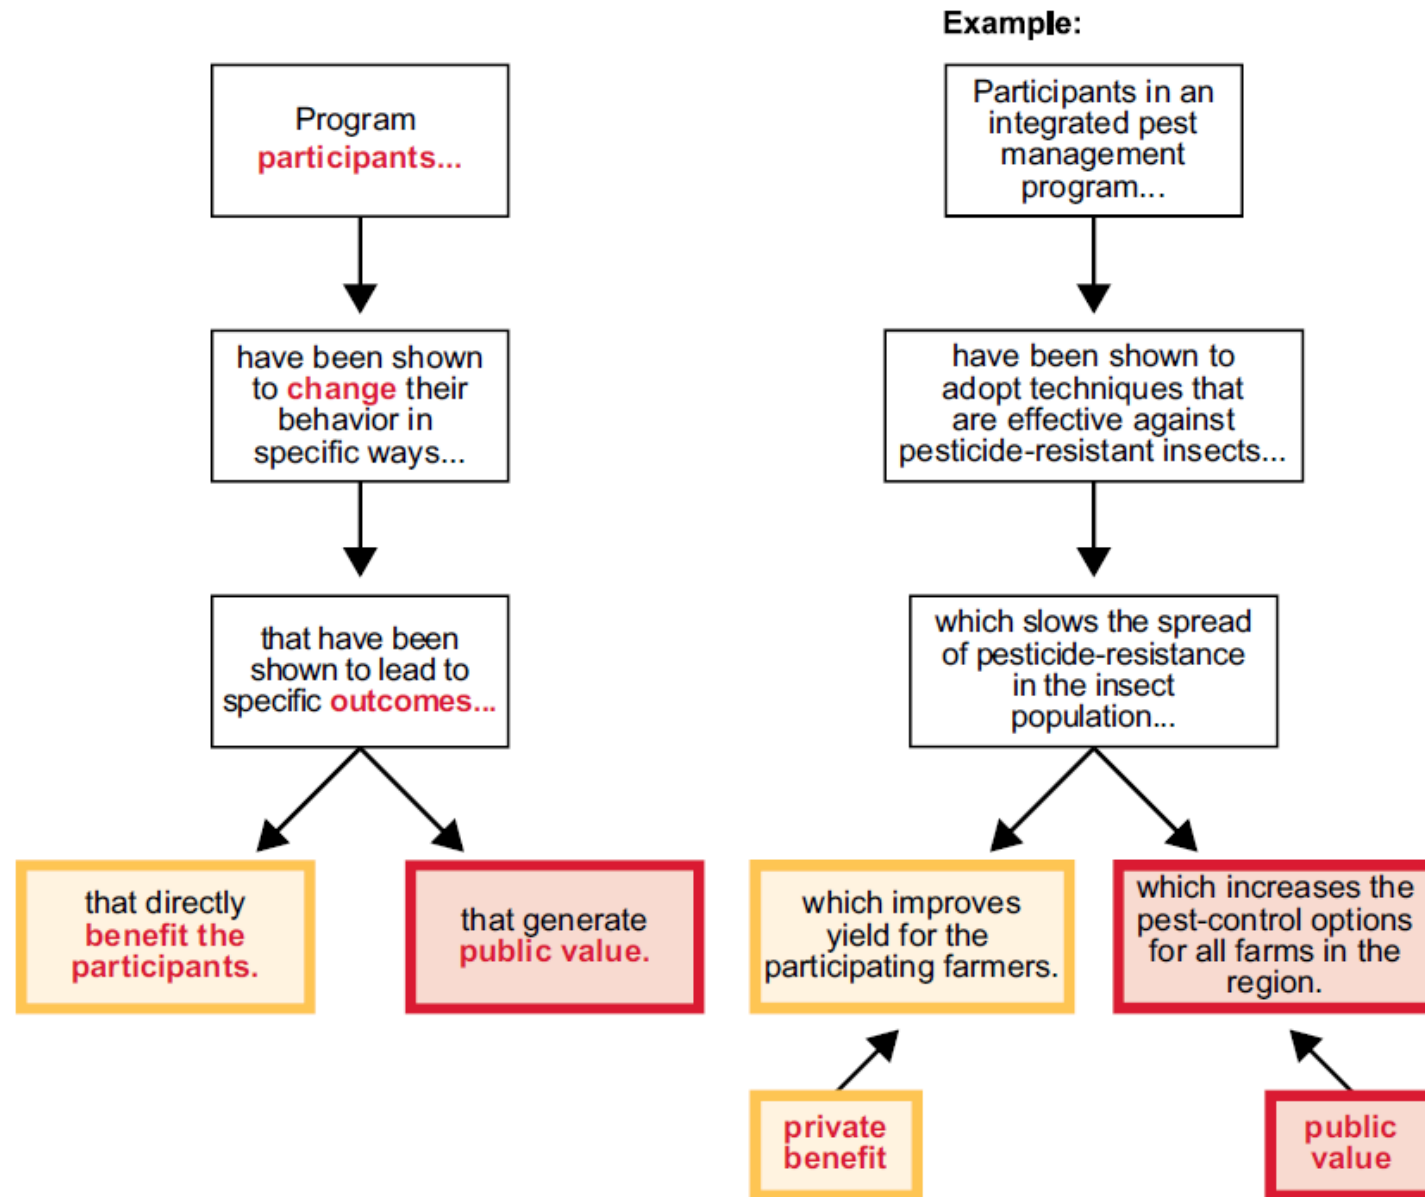 Example:
Program
participants...
have been shown
to change their
behavior in
specific ways...
that have been
shown to lead to
specific outcomes...
that directly
benefit the
participants.
that generate
public value.
Participants in an
integrated pest
management
program...
have been shown to
adopt techniques that
are effective against
pesticide-resistant insects...
which slows the spread
of pesticide-resistance
in the insect
population...
which improves
yield for the
participating farmers.
which increases the
pest-control options
for all farms in the
region.
private
benefit
public
value